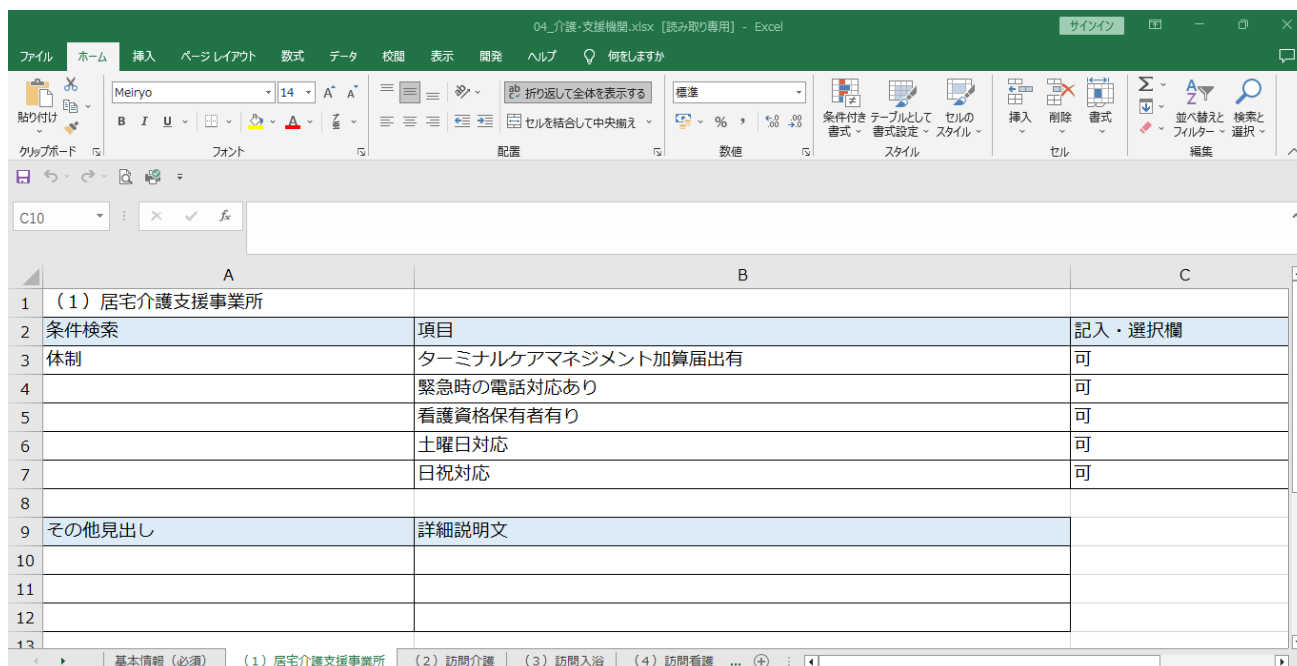 04_介護・支援機関.xlsx [読み取り専用] - Excel
サインイン
ファイル ホーム 挿入 ページ レイアウト 数式 データ 校閲 表示 開発 ヘルプ 何をしますか
貼り付け
Meiryo 14
折り返して全体を表示する
標準
B I U
セルを結合して中央揃え
条件付き書式
テーブルとして書式設定
セルのスタイル
挿入 削除 書式
並べ替えとフィルター
検索と選択
クリップボード フォント 配置 数値 スタイル セル 編集
C10 fx
A B C
1 （1）居宅介護支援事業所
2 条件検索 項目 記入・選択欄
3 体制 ターミナルケアマネジメント加算届出有 可
4 緊急時の電話対応あり 可
5 看護資格保有者有り 可
6 土曜日対応 可
7 日祝対応 可
8
9 その他見出し 詳細説明文
10
11
12
13
基本情報（必須） （1）居宅介護支援事業所 （2）訪問介護 （3）訪問入浴 （4）訪問看護 ...